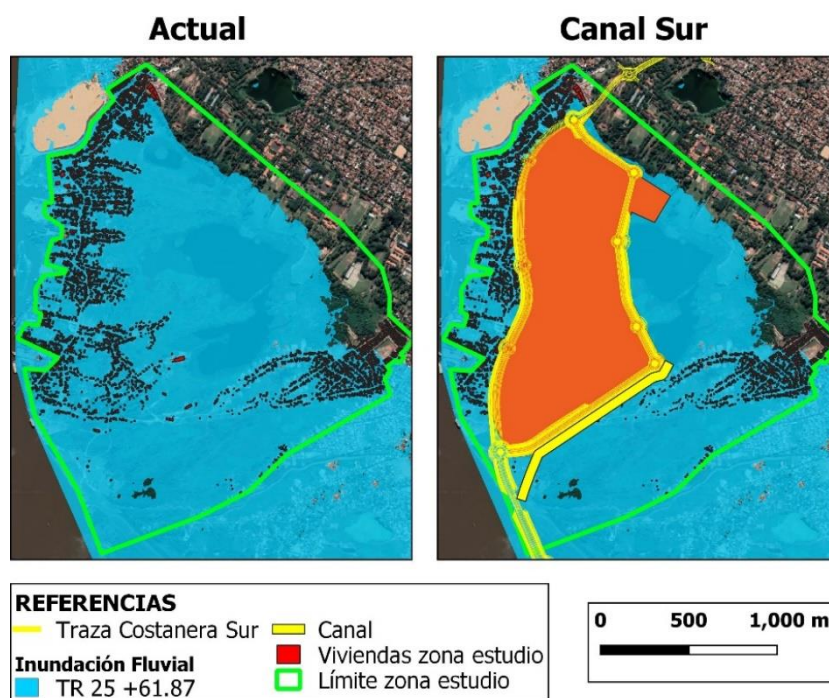 Actual
Canal Sur
REFERENCIAS
Traza Costanera Sur
Canal
Viviendas zona estudio
Inundación Fluvial
TR 25 +61.87
Límite zona estudio
0 500 1,000 m